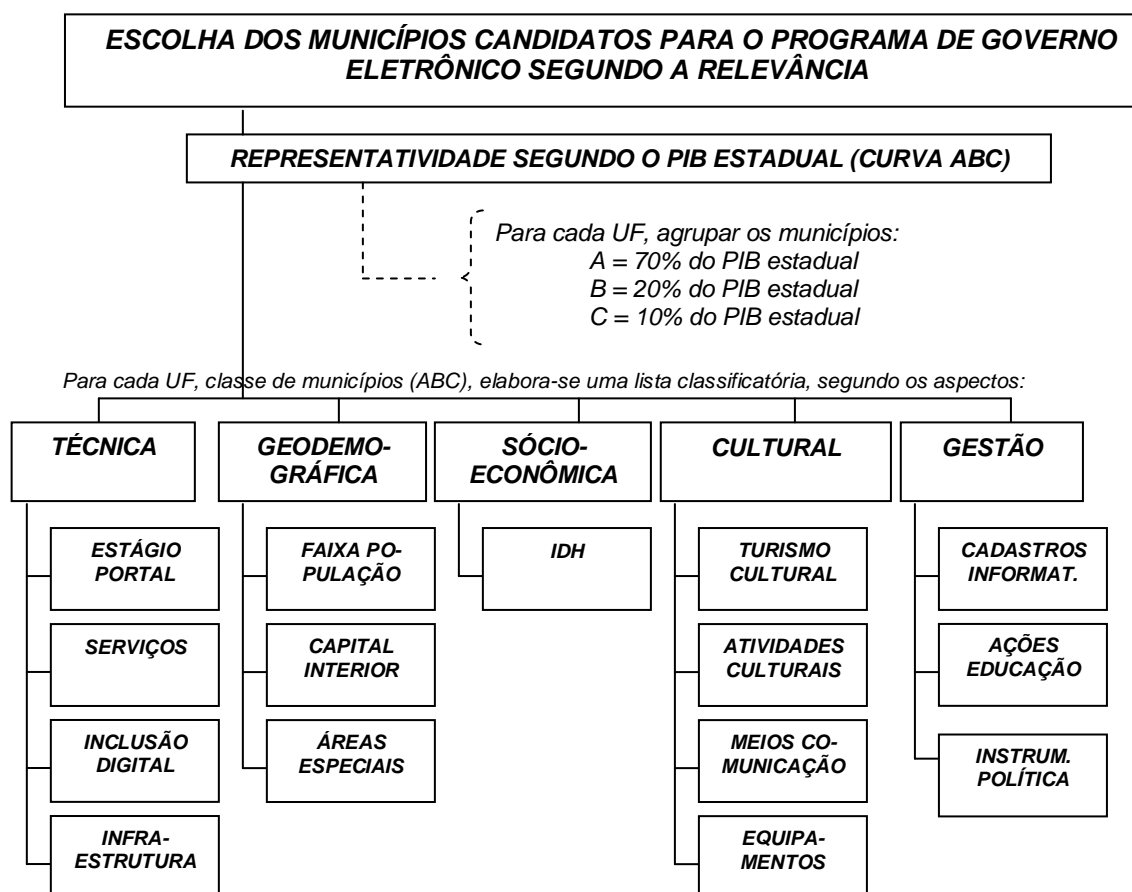 ESCOLHA DOS MUNICÍPIOS CANDIDATOS PARA O PROGRAMA DE GOVERNO
ELETRÔNICO SEGUNDO A RELEVÂNCIA
REPRESENTATIVIDADE SEGUNDO O PIB ESTADUAL (CURVA ABC)
Para cada UF, agrupar os municípios:
A = 70% do PIB estadual
B = 20% do PIB estadual
C = 10% do PIB estadual
Para cada UF, classe de municípios (ABC), elabora-se uma lista classificatória, segundo os aspectos:
TÉCNICA
ESTÁGIO
PORTAL
SERVIÇOS
INCLUSÃO
DIGITAL
INFRA-
ESTRUTURA
GEODEMO-
GRÁFICA
FAIXA PO-
PULAÇÃO
CAPITAL
INTERIOR
ÁREAS
ESPECIAIS
SÓCIO-
ECONÔMICA
IDH
CULTURAL
TURISMO
CULTURAL
ATIVIDADES
CULTURAIS
MEIOS CO-
MUNICAÇÃO
EQUIPA-
MENTOS
GESTÃO
CADASTROS
INFORMAT.
AÇÕES
EDUCAÇÃO
INSTRUM.
POLÍTICA